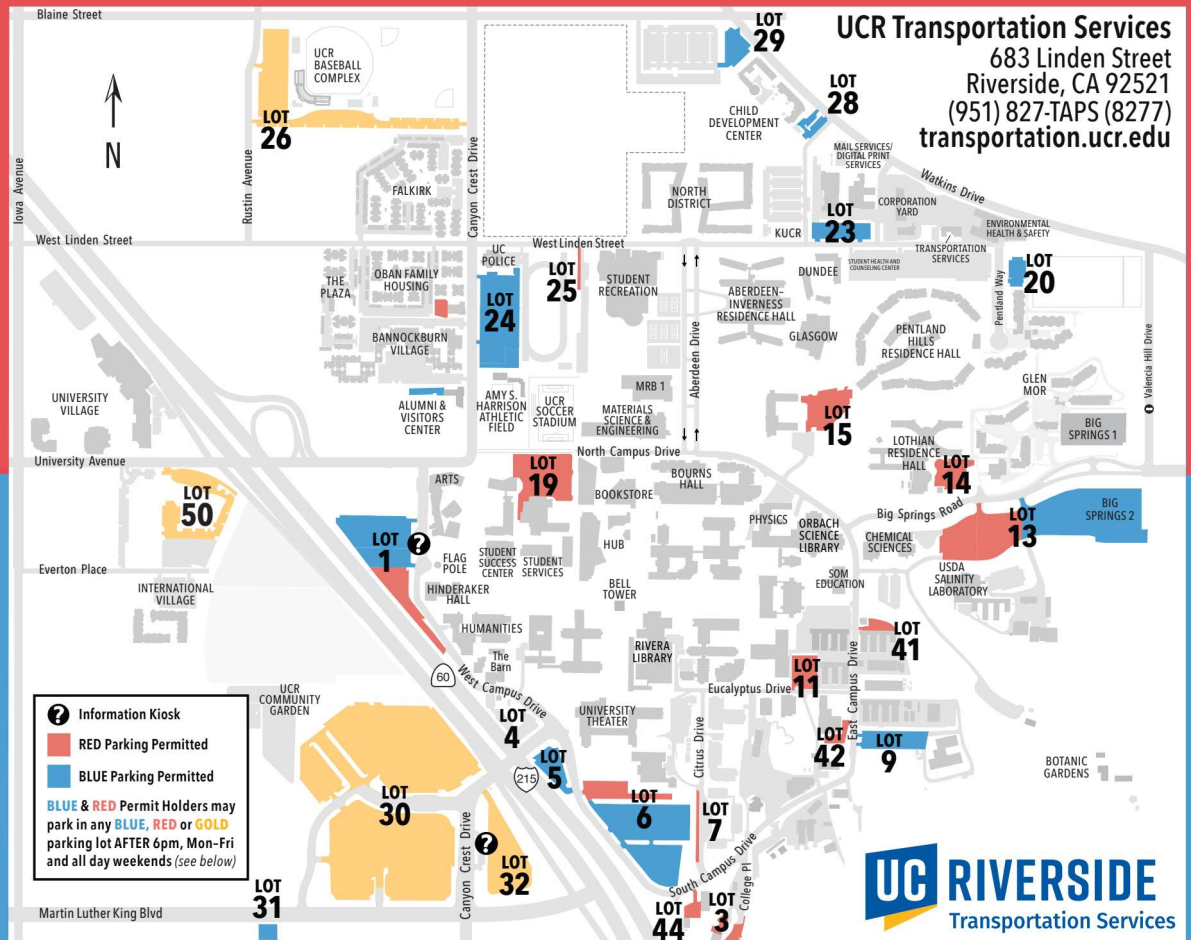 Blaine Street
UCR Transportation Services
683 Linden Street
Riverside, CA 92521
(951) 827-TAPS (8277)
transportation.ucr.edu
N
Iowa Avenue
Rustin Avenue
Canyon Crest Drive
UCR
BASEBALL
COMPLEX
LOT
26
LOT
29
LOT
28
CHILD
DEVELOPMENT
CENTER
MAIL SERVICES/
DIGITAL PRINT
SERVICES
Watkins Drive
FALKIRK
NORTH
DISTRICT
LOT
23
CORPORATION
YARD
KUCR
/
TRANSPORTATION
SERVICES
ENVIRONMENTAL
HEALTH & SAFETY
West Linden Street
West Linden Street
UC
POLICE
LOT
24
LOT
25
STUDENT
RECREATION
THE
PLAZA
OBAN FAMILY
HOUSING
BANNOCKBURN
VILLAGE
ABERDEEN–
INVERNESS
RESIDENCE HALL
DUNDEE
STUDENT HEALTH AND
COUNSELING CENTER
LOT
20
Pentland Way
GLASGOW
PENTLAND
HILLS
RESIDENCE HALL
Aberdeen Drive
Valencia Hill Drive
UNIVERSITY
VILLAGE
ALUMNI &
VISITORS
CENTER
AMY S.
HARRISON
ATHLETIC
FIELD
UCR
SOCCER
STADIUM
MRB 1
MATERIALS
SCIENCE &
ENGINEERING
LOT
15
GLEN
MOR
BIG
SPRINGS 1
LOTHIAN
RESIDENCE
HALL
LOT
14
University Avenue
North Campus Drive
LOT
50
ARTS
LOT
19
BOOKSTORE
BOURNS
HALL
PHYSICS
ORBACH
SCIENCE
LIBRARY
Big Springs Road
LOT
13
BIG
SPRINGS 2
CHEMICAL
SCIENCES
LOT
1
?
FLAG
POLE
STUDENT
SUCCESS
CENTER
STUDENT
SERVICES
HUB
Everton Place
INTERNATIONAL
VILLAGE
HINDERAKER
HALL
BELL
TOWER
SOM
EDUCATION
USDA
SALINITY
LABORATORY
HUMANITIES
The
Barn
RIVERA
LIBRARY
LOT
41
60
West Campus Drive
Eucalyptus Drive
LOT
11
East Campus Drive
UCR
COMMUNITY
GARDEN
LOT
4
UNIVERSITY
THEATER
Citrus Drive
LOT
42
LOT
9
BOTANIC
GARDENS
215
LOT
5
LOT
6
LOT
7
LOT
30
Canyon Crest Drive
?
LOT
32
South Campus Drive
College Pl
LOT
44
LOT
3
LOT
31
Martin Luther King Blvd
? Information Kiosk
RED Parking Permitted
BLUE Parking Permitted
BLUE & RED Permit Holders may
park in any BLUE, RED or GOLD
parking lot AFTER 6pm, Mon–Fri
and all day weekends (see below)
UC RIVERSIDE
Transportation Services